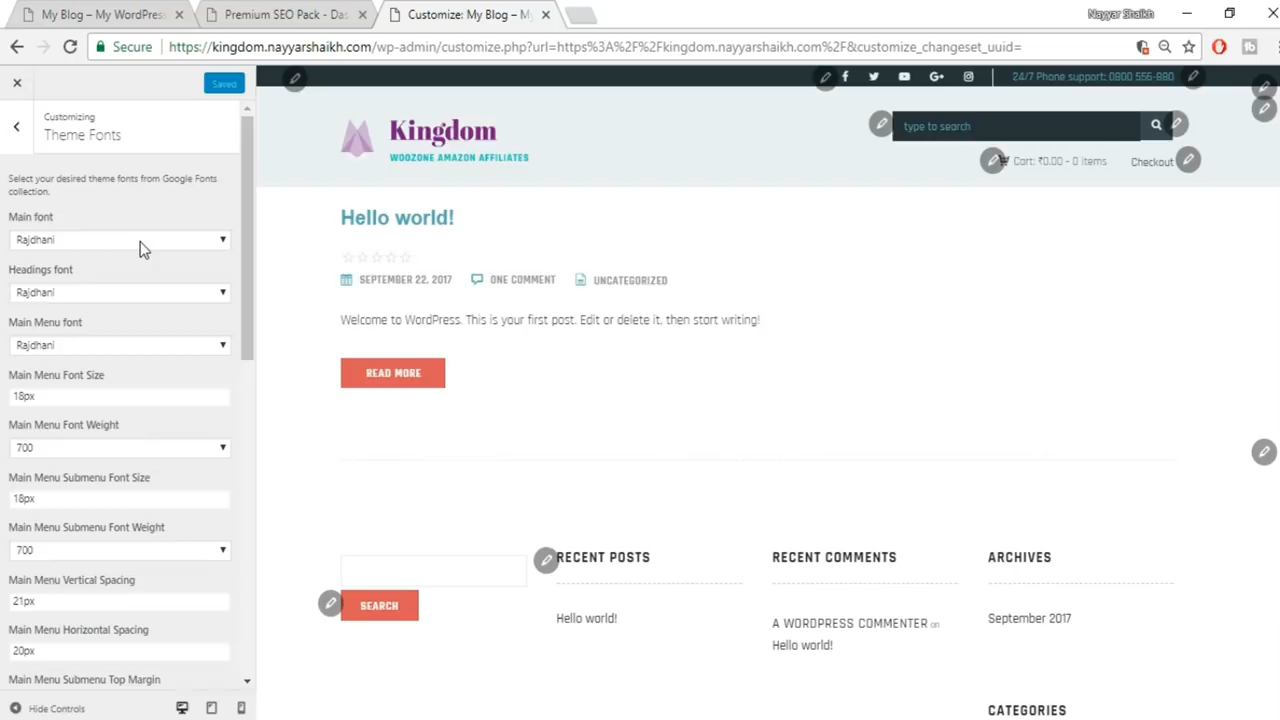 My Blog – My WordPress
Premium SEO Pack - Das
Customize: My Blog – M
Nayyar Shaikh
Secure
https://kingdom.nayyarshaikh.com/wp-admin/customize.php?url=https%3A%2F%2Fkingdom.nayyarshaikh.com%2F&customize_changeset_uuid=
Saved
Customizing
Theme Fonts
Select your desired theme fonts from Google Fonts
collection.
Main font
Rajdhani
Headings font
Rajdhani
Main Menu font
Rajdhani
Main Menu Font Size
18px
Main Menu Font Weight
700
Main Menu Submenu Font Size
18px
Main Menu Submenu Font Weight
700
Main Menu Vertical Spacing
21px
Main Menu Horizontal Spacing
20px
Main Menu Submenu Top Margin
Hide Controls
24/7 Phone support: 0800 556-880
Kingdom
WOOZONE AMAZON AFFILIATES
type to search
Cart: ₹0.00 - 0 items
Checkout
Hello world!
SEPTEMBER 22, 2017
ONE COMMENT
UNCATEGORIZED
Welcome to WordPress. This is your first post. Edit or delete it, then start writing!
READ MORE
SEARCH
RECENT POSTS
Hello world!
RECENT COMMENTS
A WORDPRESS COMMENTER on
Hello world!
ARCHIVES
September 2017
CATEGORIES